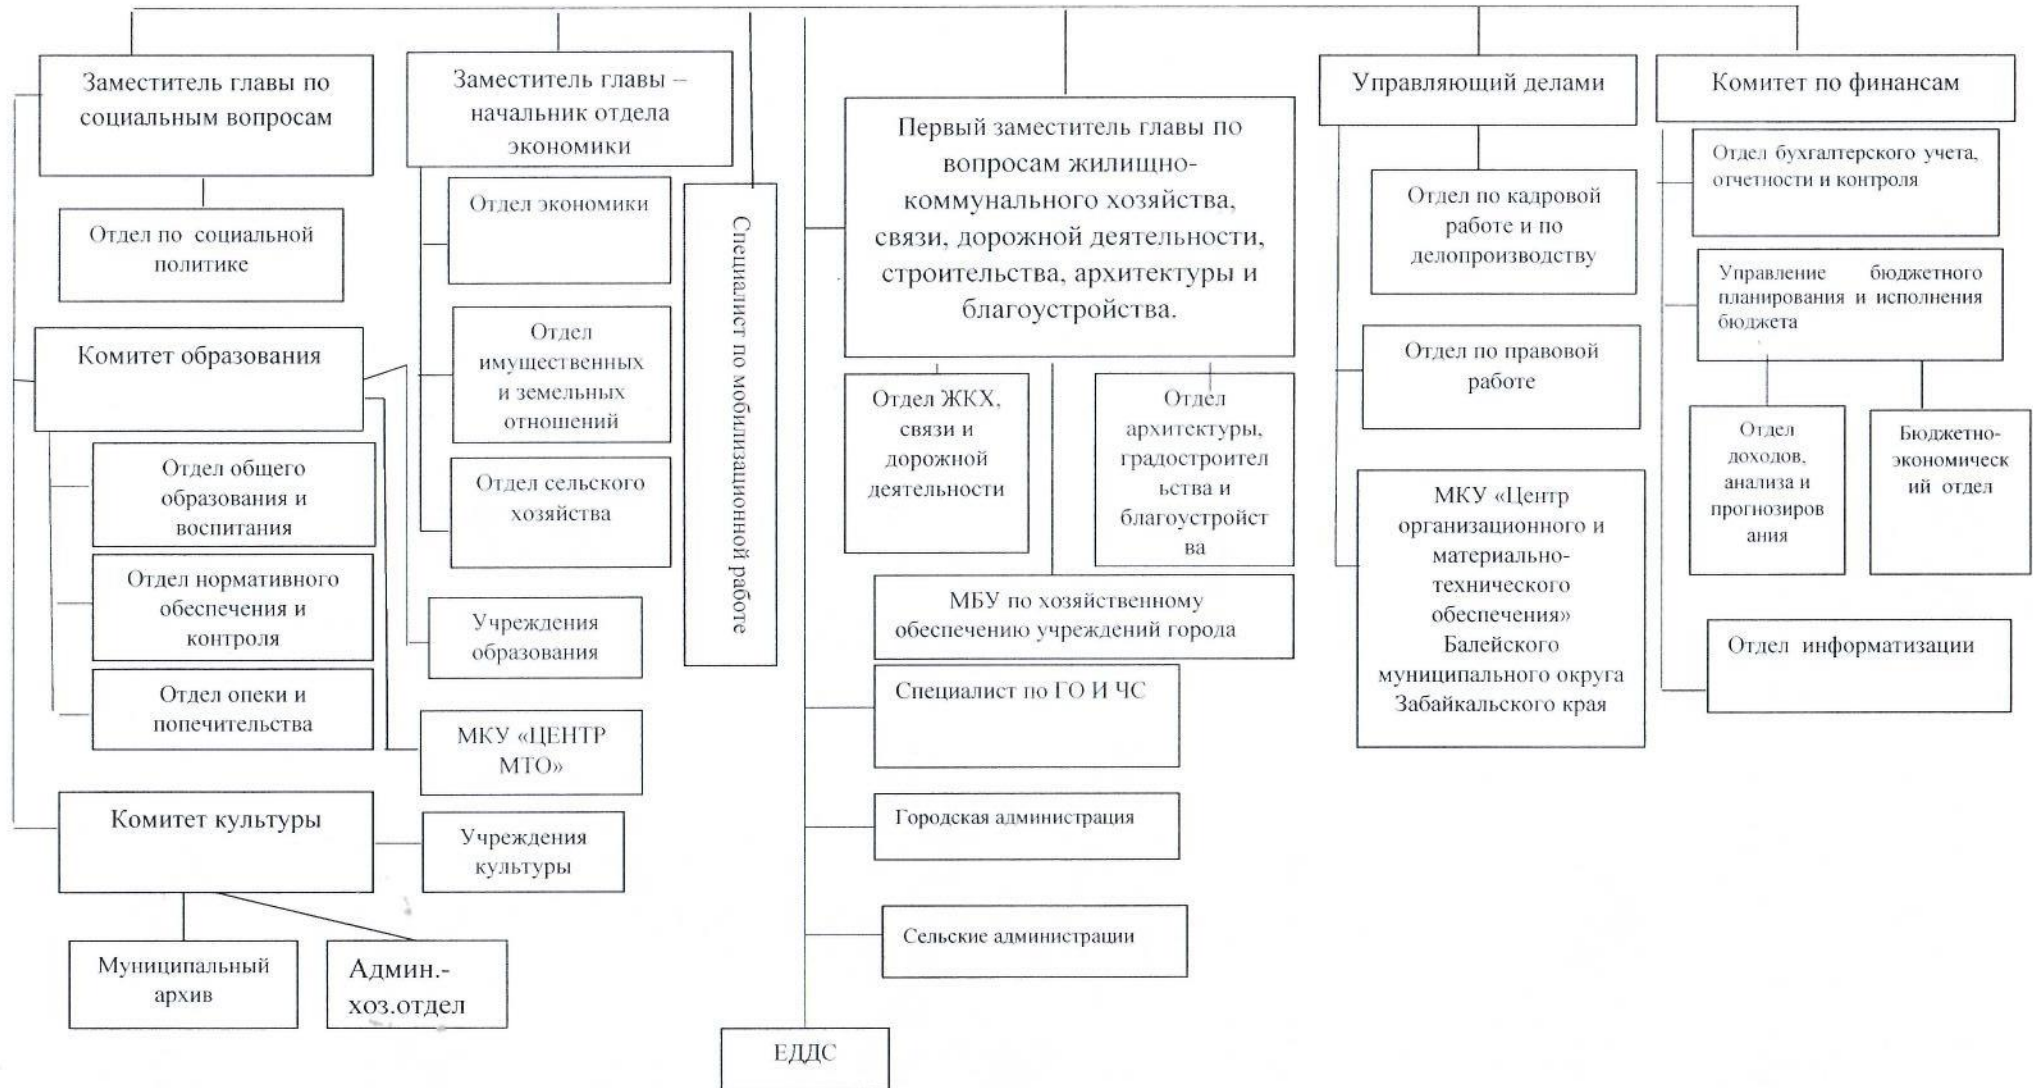 Заместитель главы по
социальным вопросам
Отдел по социальной
политике
Комитет образования
Отдел общего
образования и
воспитания
Отдел нормативного
обеспечения и
контроля
Отдел опеки и
попечительства
Комитет культуры
Муниципальный
архив
Админ.-
хоз.отдел
Заместитель главы –
начальник отдела
экономики
Отдел экономики
Отдел
имущественных
и земельных
отношений
Отдел сельского
хозяйства
Учреждения
образования
МКУ «ЦЕНТР
МТО»
Учреждения
культуры
Специалист по мобилизационной работе
Первый заместитель главы по
вопросам жилищно-
коммунального хозяйства,
связи, дорожной деятельности,
строительства, архитектуры и
благоустройства.
Отдел ЖКХ,
связи и
дорожной
деятельности
Отдел
архитектуры,
градостроител
ьства и
благоустройст
ва
МБУ по хозяйственному
обеспечению учреждений города
Специалист по ГО И ЧС
Городская администрация
Сельские администрации
ЕДДС
Управляющий делами
Отдел по кадровой
работе и по
делопроизводству
Отдел по правовой
работе
МКУ «Центр
организационного и
материально-
технического
обеспечения»
Балейского
муниципального округа
Забайкальского края
Комитет по финансам
Отдел бухгалтерского учета,
отчетности и контроля
Управление бюджетного
планирования и исполнения
бюджета
Отдел
доходов,
анализа и
прогнозиров
ания
Бюджетно-
экономическ
ий отдел
Отдел информатизации